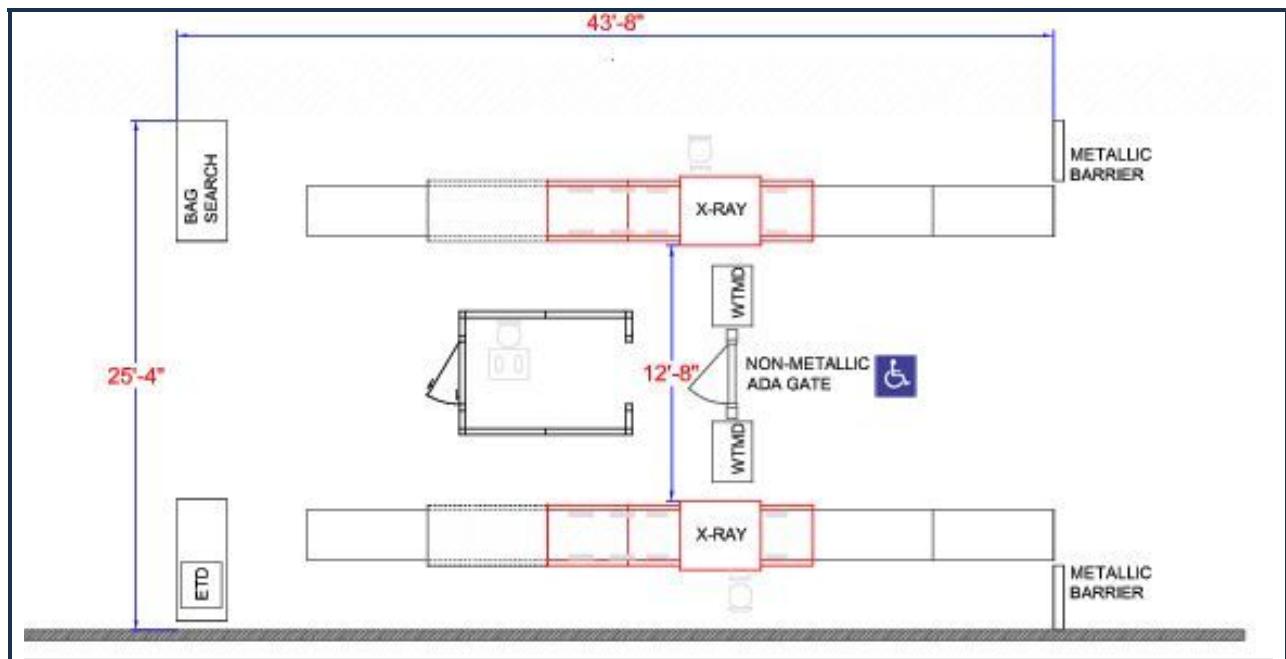 43'-8"
METALLIC
BARRIER
BAG
SEARCH
X-RAY
WTMD
25'-4"
12'-8"
NON-METALLIC
ADA GATE
WTMD
X-RAY
ETD
METALLIC
BARRIER